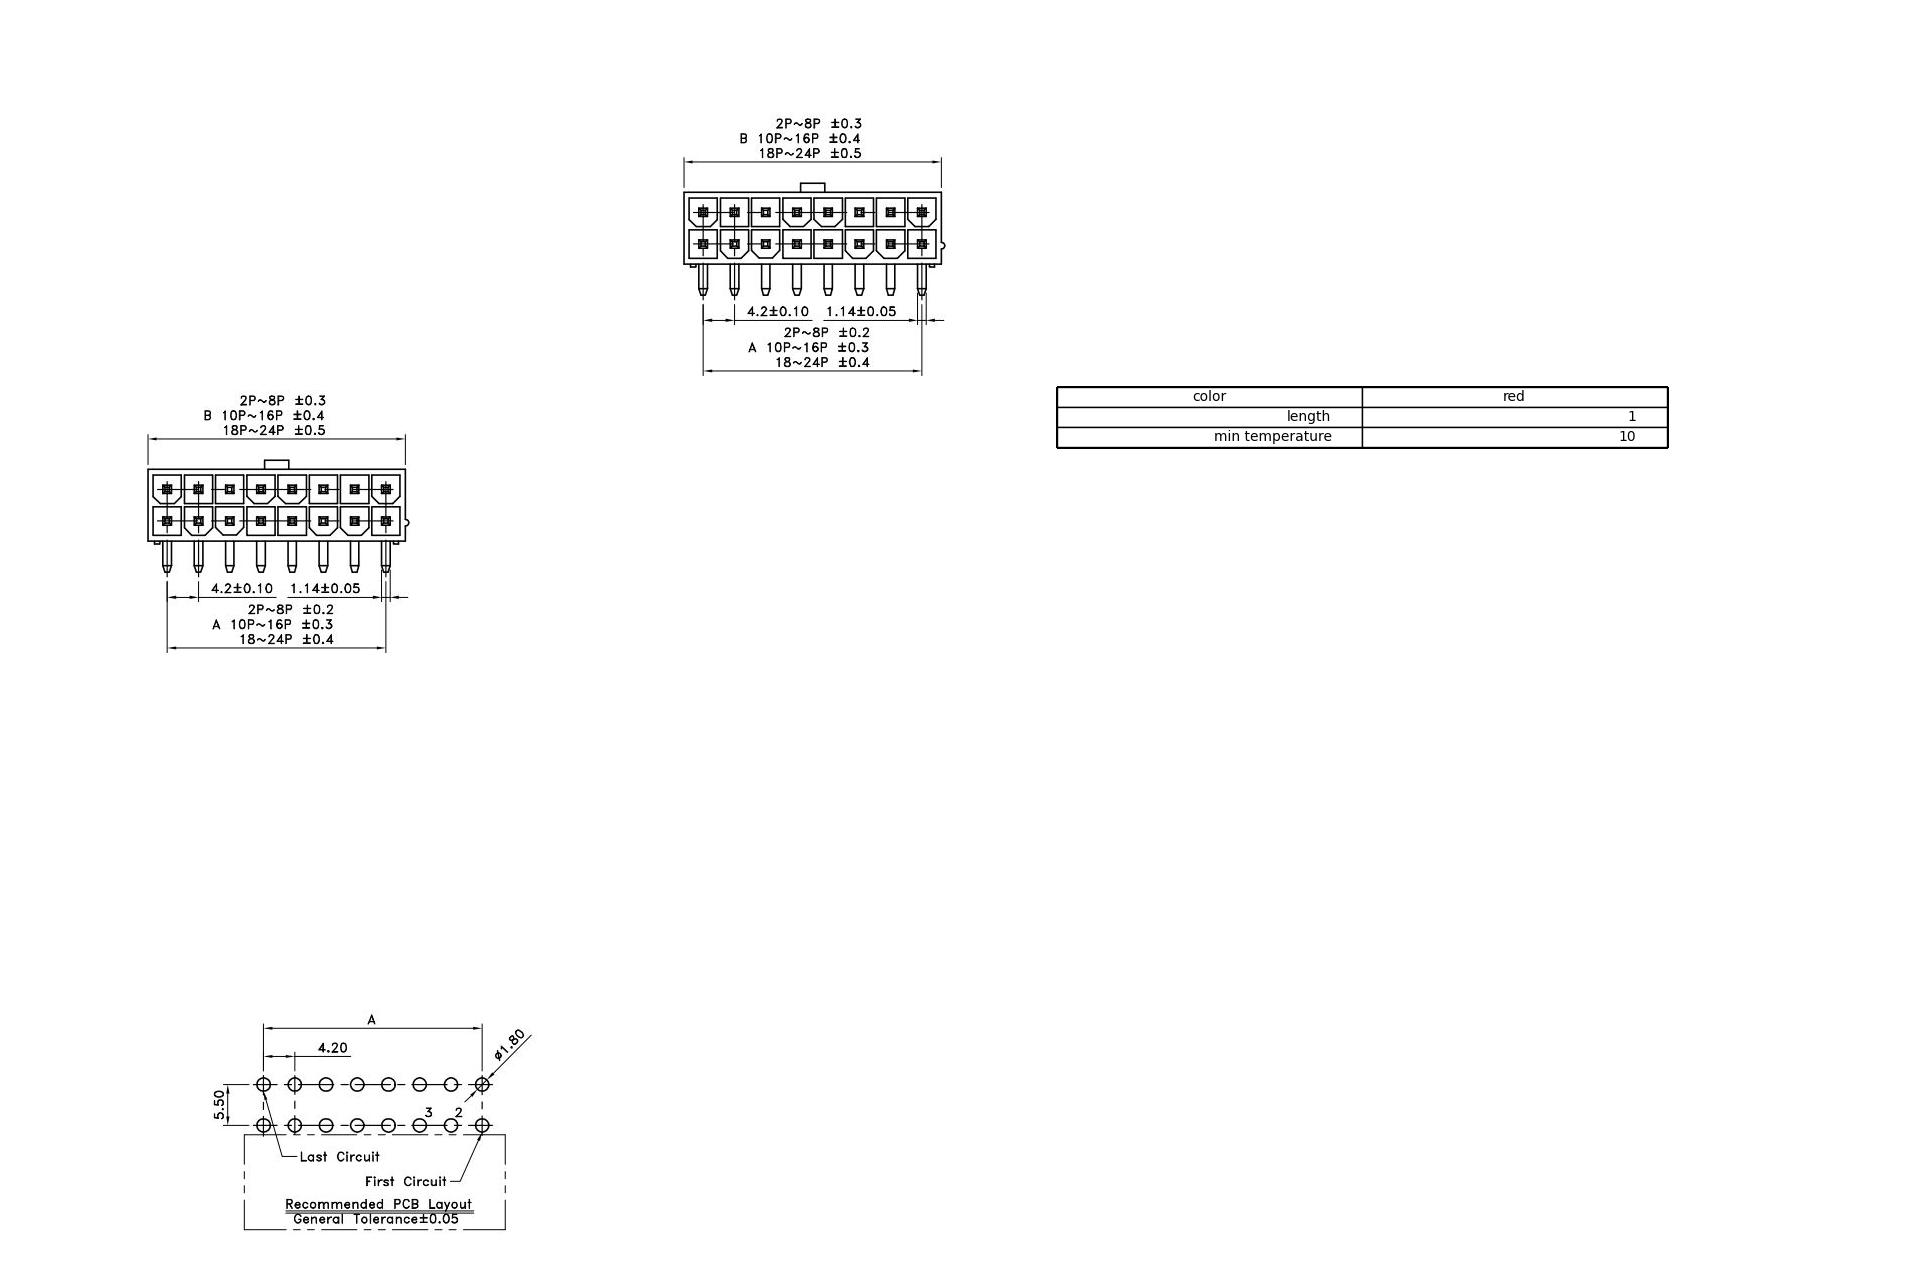 2P~8P ±0.3
B 10P~16P ±0.4
18P~24P ±0.5
4.2±0.10 1.14±0.05
2P~8P ±0.2
A 10P~16P ±0.3
18~24P ±0.4
color red
length 1
min temperature 10
2P~8P ±0.3
B 10P~16P ±0.4
18P~24P ±0.5
4.2±0.10 1.14±0.05
2P~8P ±0.2
A 10P~16P ±0.3
18~24P ±0.4
A
ø1.80
4.20
5.50
3 2
Last Circuit
First Circuit
Recommended PCB Layout
General Tolerance±0.05